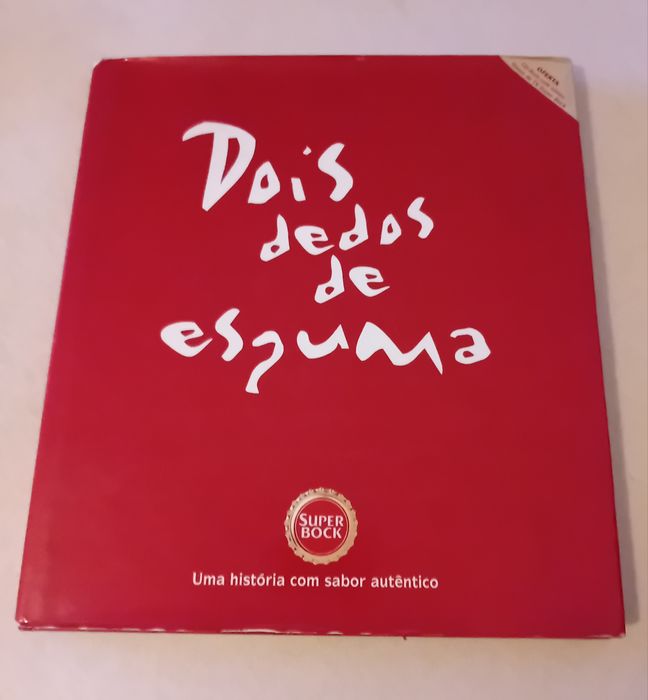 OFERTA
Dois
dedos
de
espuma
SUPER
BOCK
Uma história com sabor autêntico